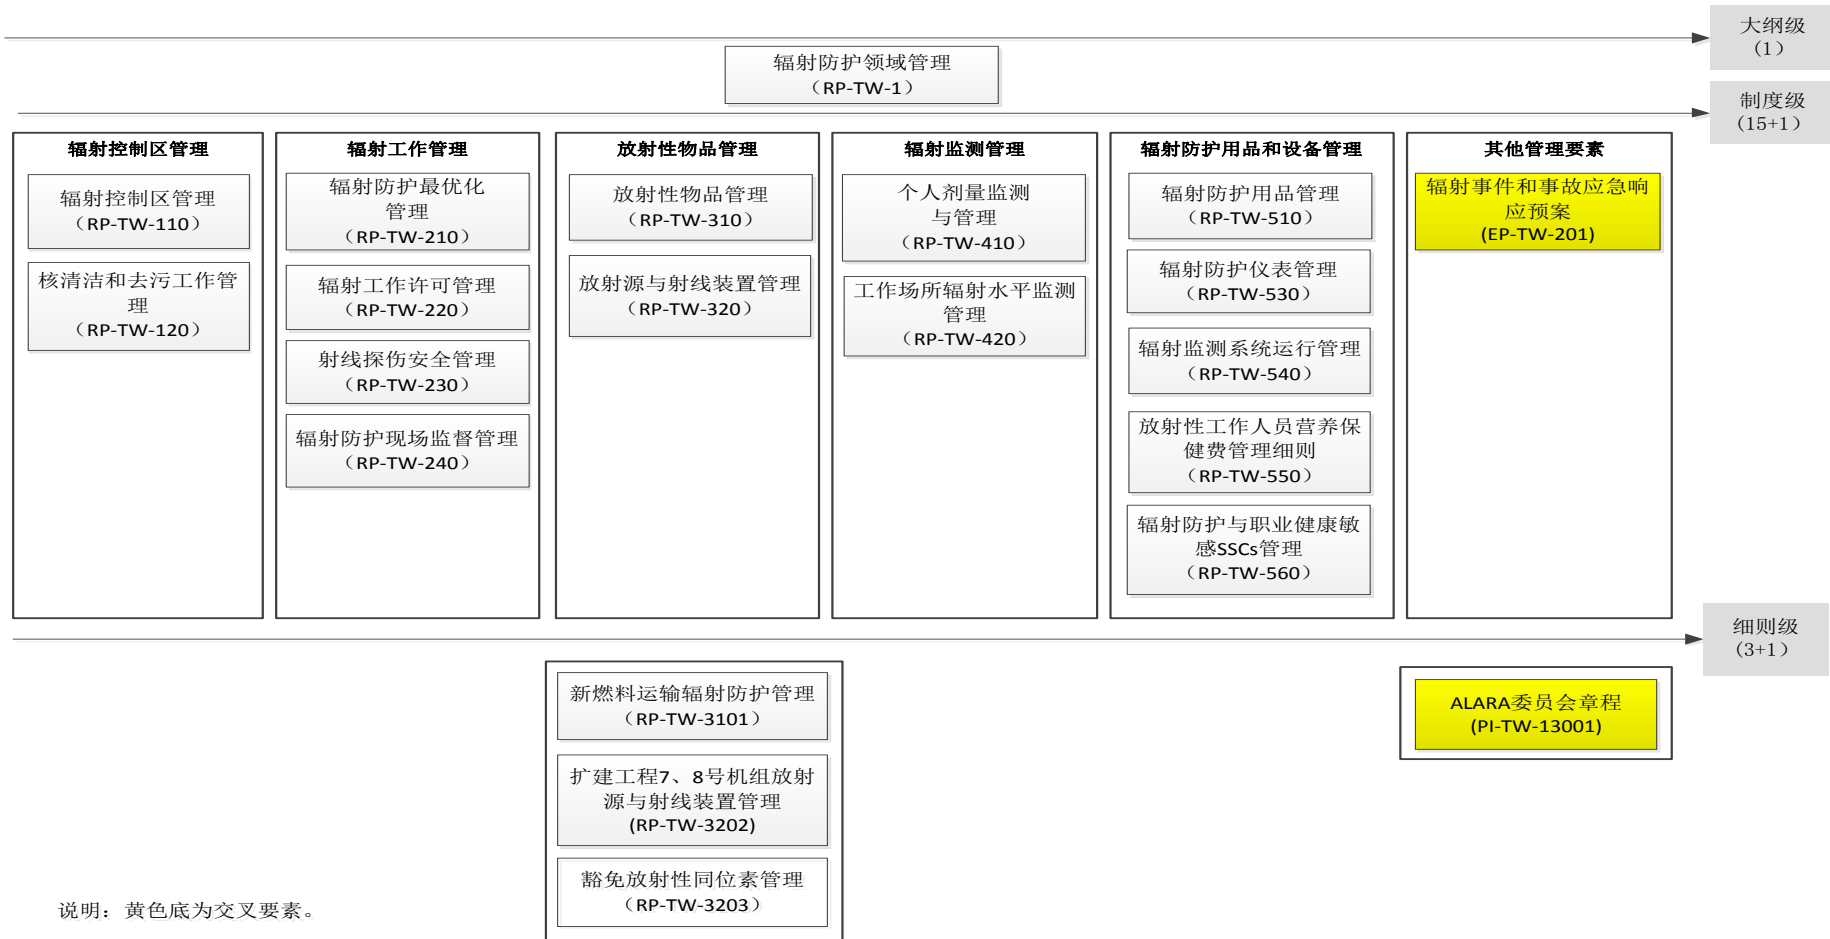 大纲级
(1)
辐射防护领域管理
（RP-TW-1）
制度级
(15+1)
辐射控制区管理
辐射控制区管理
（RP-TW-110）
核清洁和去污工作管
理
（RP-TW-120）
辐射工作管理
辐射防护最优化
管理
（RP-TW-210）
辐射工作许可管理
（RP-TW-220）
射线探伤安全管理
（RP-TW-230）
辐射防护现场监督管理
（RP-TW-240）
放射性物品管理
放射性物品管理
（RP-TW-310）
放射源与射线装置管理
（RP-TW-320）
辐射监测管理
个人剂量监测
与管理
（RP-TW-410）
工作场所辐射水平监测
管理
（RP-TW-420）
辐射防护用品和设备管理
辐射防护用品管理
（RP-TW-510）
辐射防护仪表管理
（RP-TW-530）
辐射监测系统运行管理
（RP-TW-540）
放射性工作人员营养保
健费管理细则
（RP-TW-550）
辐射防护与职业健康敏
感SSCs管理
（RP-TW-560）
其他管理要素
辐射事件和事故应急响
应预案
(EP-TW-201)
细则级
(3+1)
新燃料运输辐射防护管理
（RP-TW-3101）
扩建工程7、8号机组放射
源与射线装置管理
(RP-TW-3202)
豁免放射性同位素管理
（RP-TW-3203）
ALARA委员会章程
(PI-TW-13001)
说明：黄色底为交叉要素。